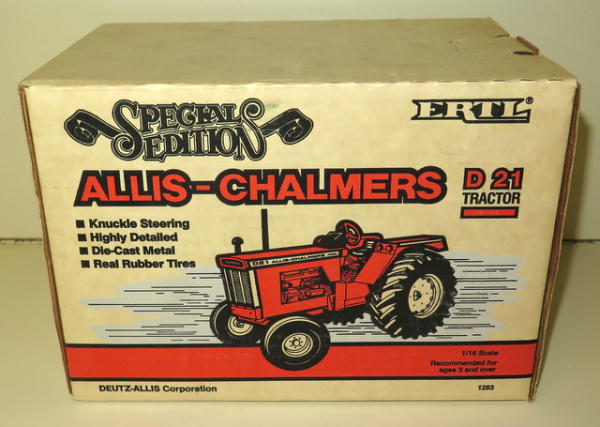 SPECIAL EDITION
ERTL®
ALLIS-CHALMERS
D 21
TRACTOR
■ Knuckle Steering
■ Highly Detailed
■ Die-Cast Metal
■ Real Rubber Tires
D21 ALLIS-CHALMERS
1/16 Scale
Recommended for
ages 3 and over
DEUTZ-ALLIS Corporation
1283